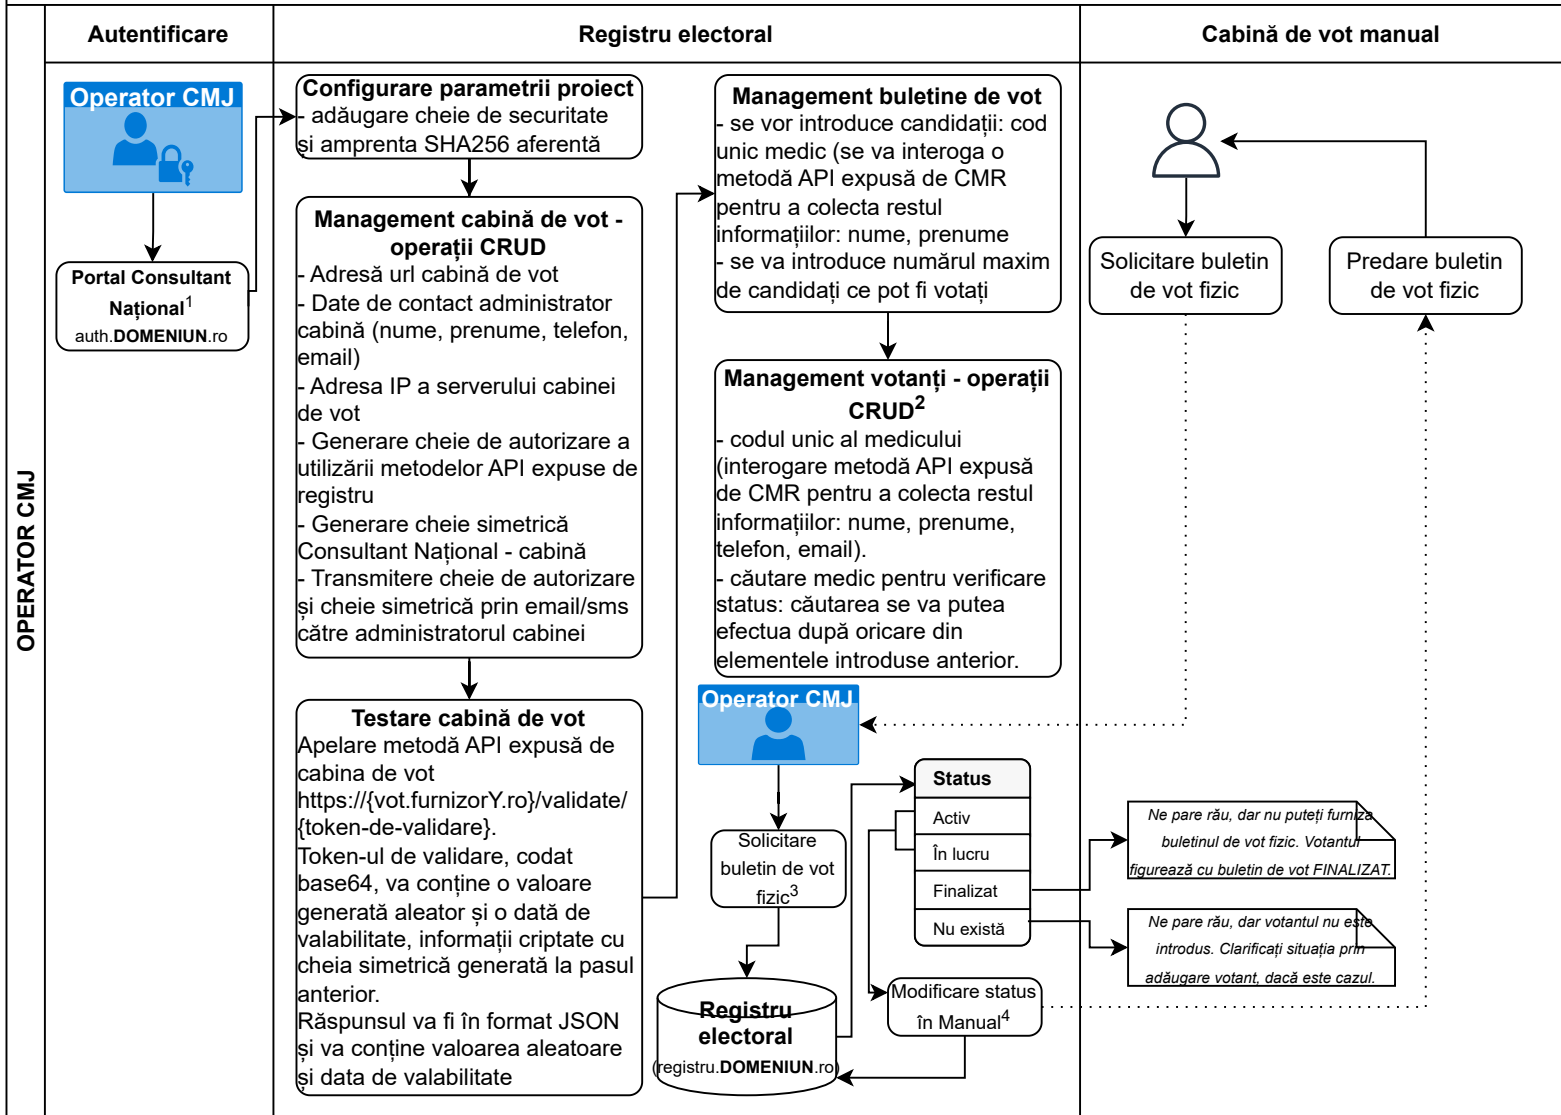 Autentificare
Registru electoral
Cabină de vot manual
OPERATOR CMJ
Operator CMJ
Portal Consultant
Național1
auth.DOMENIUN.ro
Configurare parametrii proiect
- adăugare cheie de securitate
și amprenta SHA256 aferentă
Management cabină de vot -
operații CRUD
- Adresă url cabină de vot
- Date de contact administrator
cabină (nume, prenume, telefon,
email)
- Adresa IP a serverului cabinei
de vot
- Generare cheie de autorizare a
utilizării metodelor API expuse de
registru
- Generare cheie simetrică
Consultant Național - cabină
- Transmitere cheie de autorizare
și cheie simetrică prin email/sms
către administratorul cabinei
Testare cabină de vot
Apelare metodă API expusă de
cabina de vot
https://{vot.furnizorY.ro}/validate/
{token-de-validare}.
Token-ul de validare, codat
base64, va conține o valoare
generată aleator și o dată de
valabilitate, informații criptate cu
cheia simetrică generată la pasul
anterior.
Răspunsul va fi în format JSON
și va conține valoarea aleatoare
și data de valabilitate
Management buletine de vot
- se vor introduce candidații: cod
unic medic (se va interoga o
metodă API expusă de CMR
pentru a colecta restul
informațiilor: nume, prenume
- se va introduce numărul maxim
de candidați ce pot fi votați
Management votanți - operații
CRUD2
- codul unic al medicului
(interogare metodă API expusă
de CMR pentru a colecta restul
informațiilor: nume, prenume,
telefon, email).
- căutare medic pentru verificare
status: căutarea se va putea
efectua după oricare din
elementele introduse anterior.
Operator CMJ
Solicitare
buletin de vot
fizic3
Registru
electoral
(registru.DOMENIUN.ro)
Status
Activ
În lucru
Finalizat
Nu există
Modificare status
în Manual4
Solicitare buletin
de vot fizic
Predare buletin
de vot fizic
Ne pare rău, dar nu puteți furniza
buletinul de vot fizic. Votantul
figurează cu buletin de vot FINALIZAT.
Ne pare rău, dar votantul nu este
introdus. Clarificați situația prin
adăugare votant, dacă este cazul.